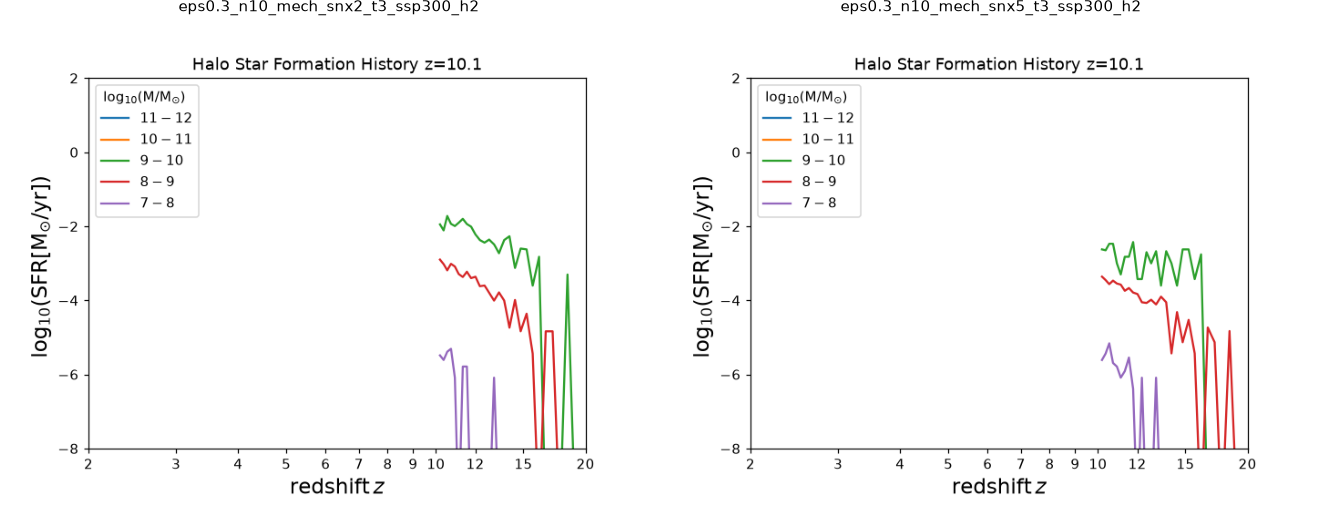 eps0.3_n10_mech_snx2_t3_ssp300_h2
Halo Star Formation History z=10.1
log₁₀(M/M⊙)
11 − 12
10 − 11
9 − 10
8 − 9
7 − 8
2
0
−2
−4
−6
−8
log₁₀(SFR[M⊙/yr])
2 3 4 5 6 7 8 9 10 12 15 20
redshift z
eps0.3_n10_mech_snx5_t3_ssp300_h2
Halo Star Formation History z=10.1
log₁₀(M/M⊙)
11 − 12
10 − 11
9 − 10
8 − 9
7 − 8
2
0
−2
−4
−6
−8
log₁₀(SFR[M⊙/yr])
2 3 4 5 6 7 8 9 10 12 15 20
redshift z